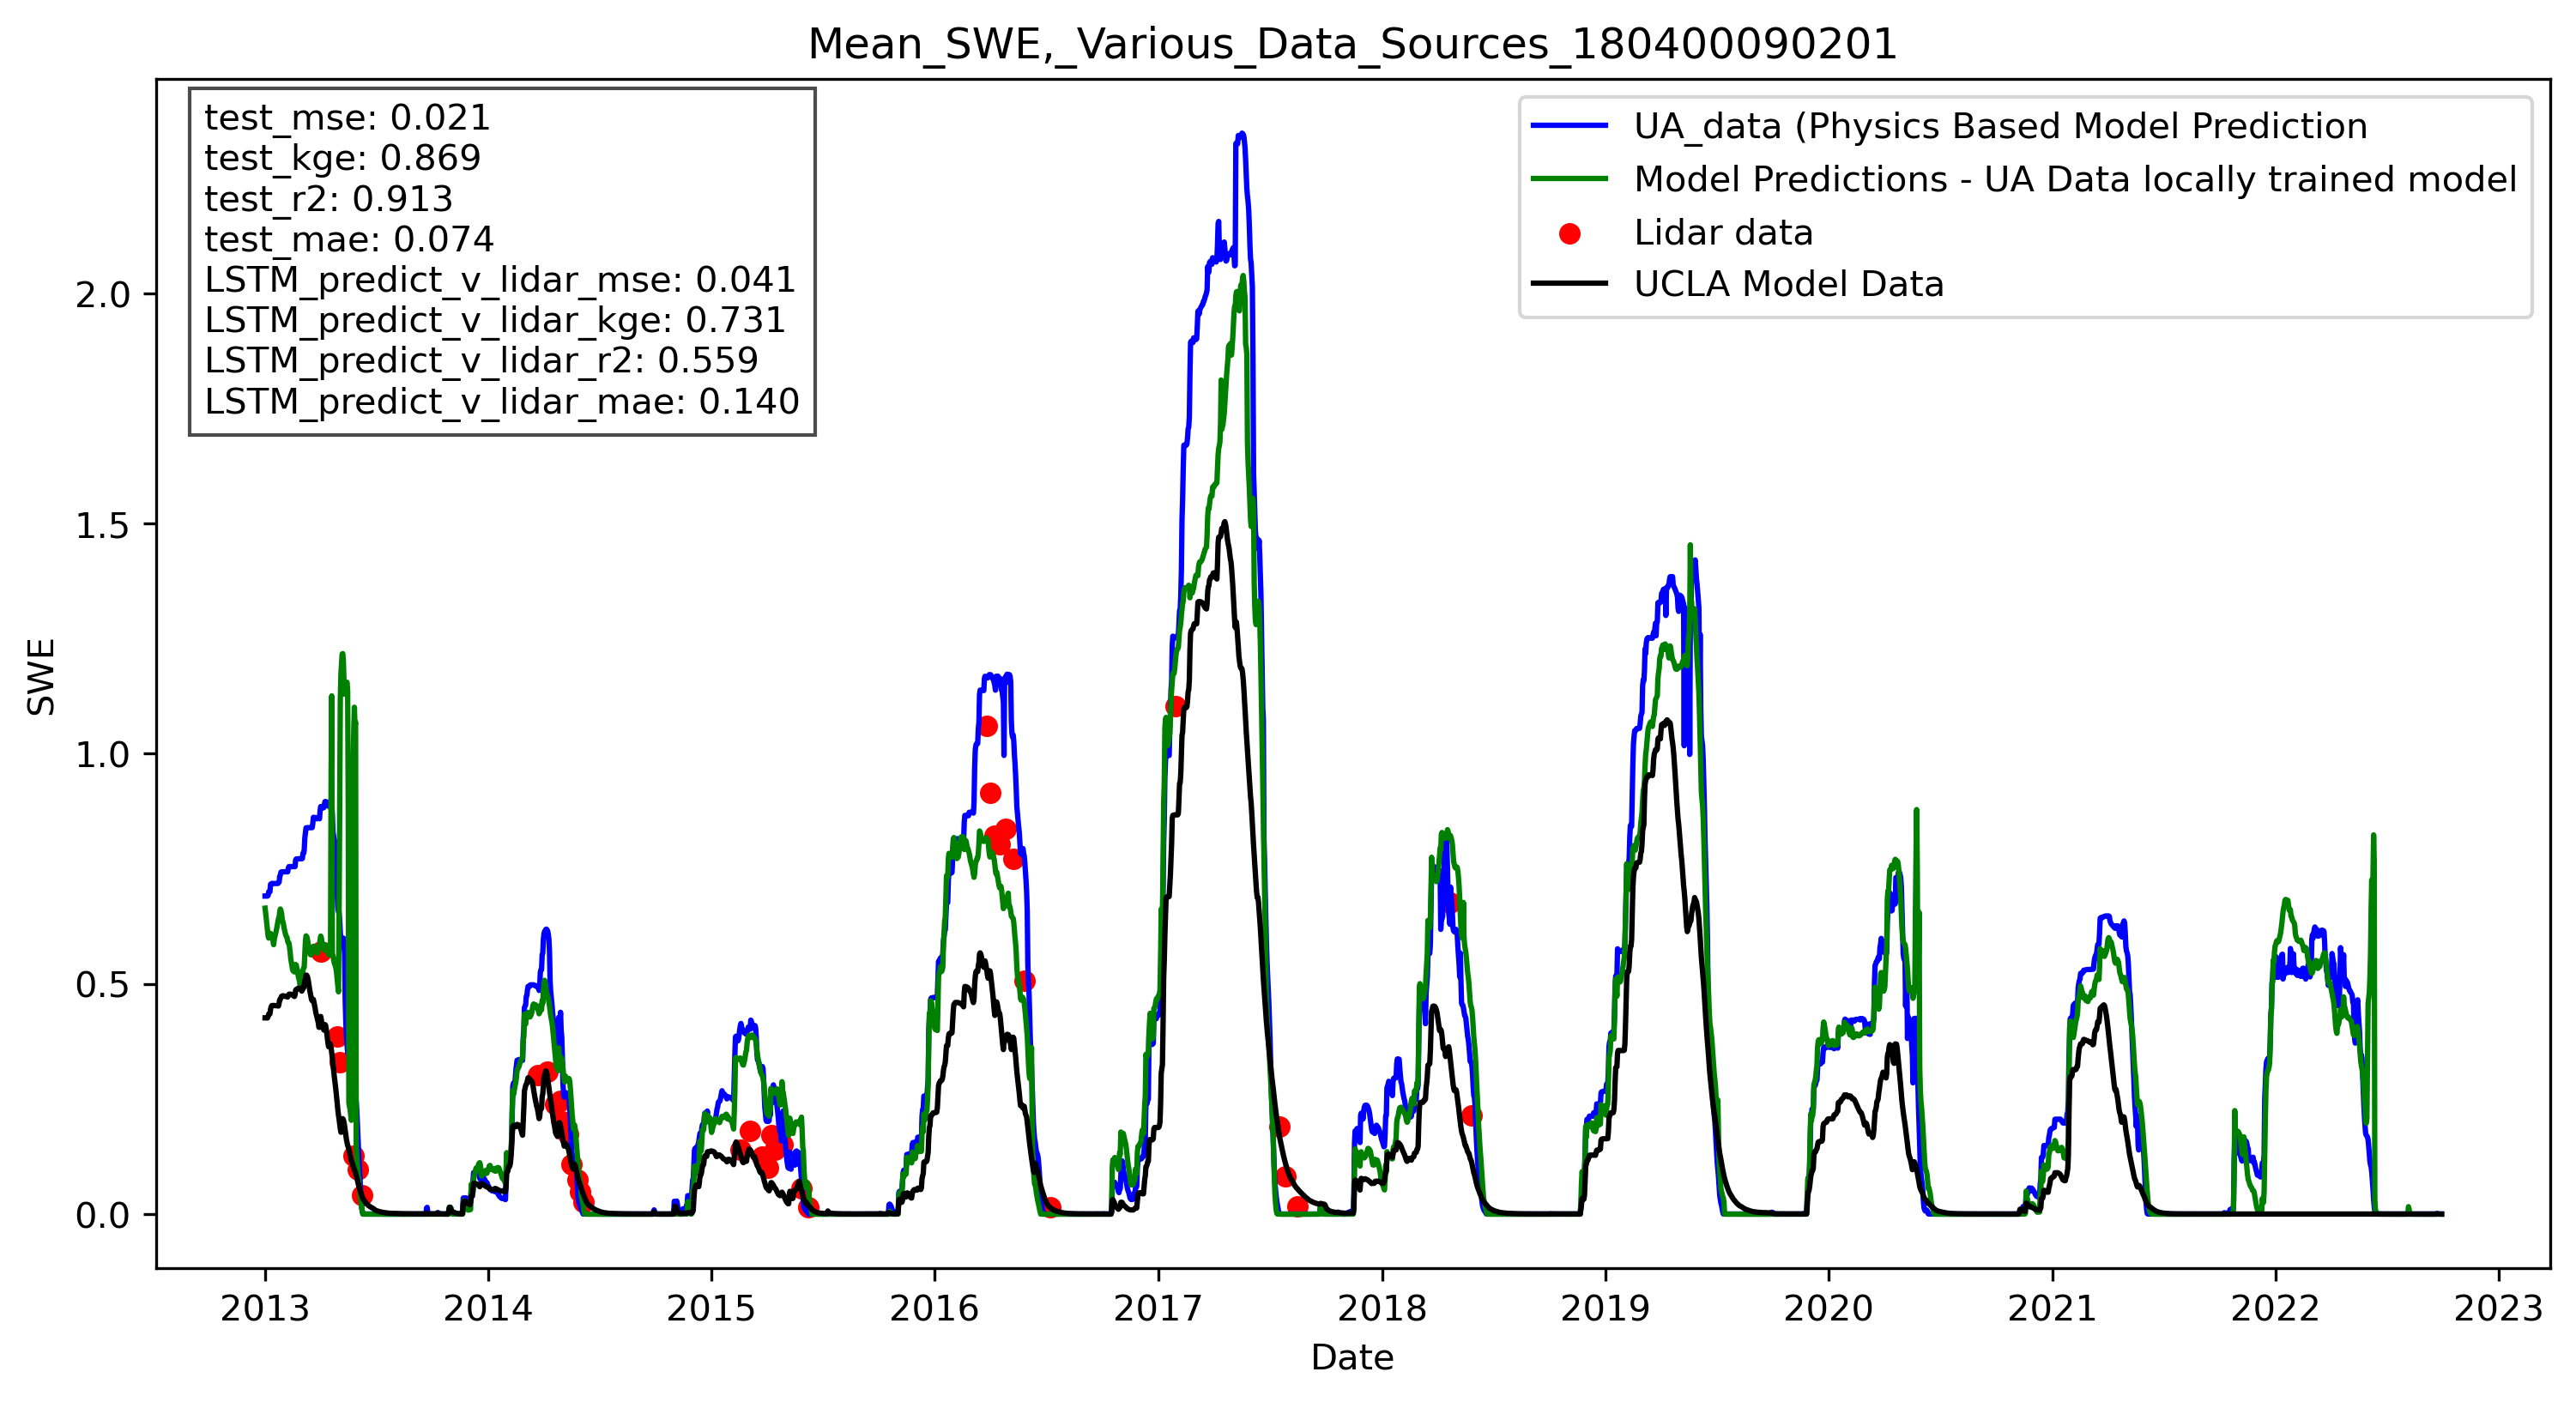 Mean_SWE,_Various_Data_Sources_180400090201
test_mse: 0.021
test_kge: 0.869
test_r2: 0.913
test_mae: 0.074
LSTM_predict_v_lidar_mse: 0.041
LSTM_predict_v_lidar_kge: 0.731
LSTM_predict_v_lidar_r2: 0.559
LSTM_predict_v_lidar_mae: 0.140
UA_data (Physics Based Model Prediction
Model Predictions - UA Data locally trained model
Lidar data
UCLA Model Data
SWE
2.0
1.5
1.0
0.5
0.0
2013 2014 2015 2016 2017 2018 2019 2020 2021 2022 2023
Date